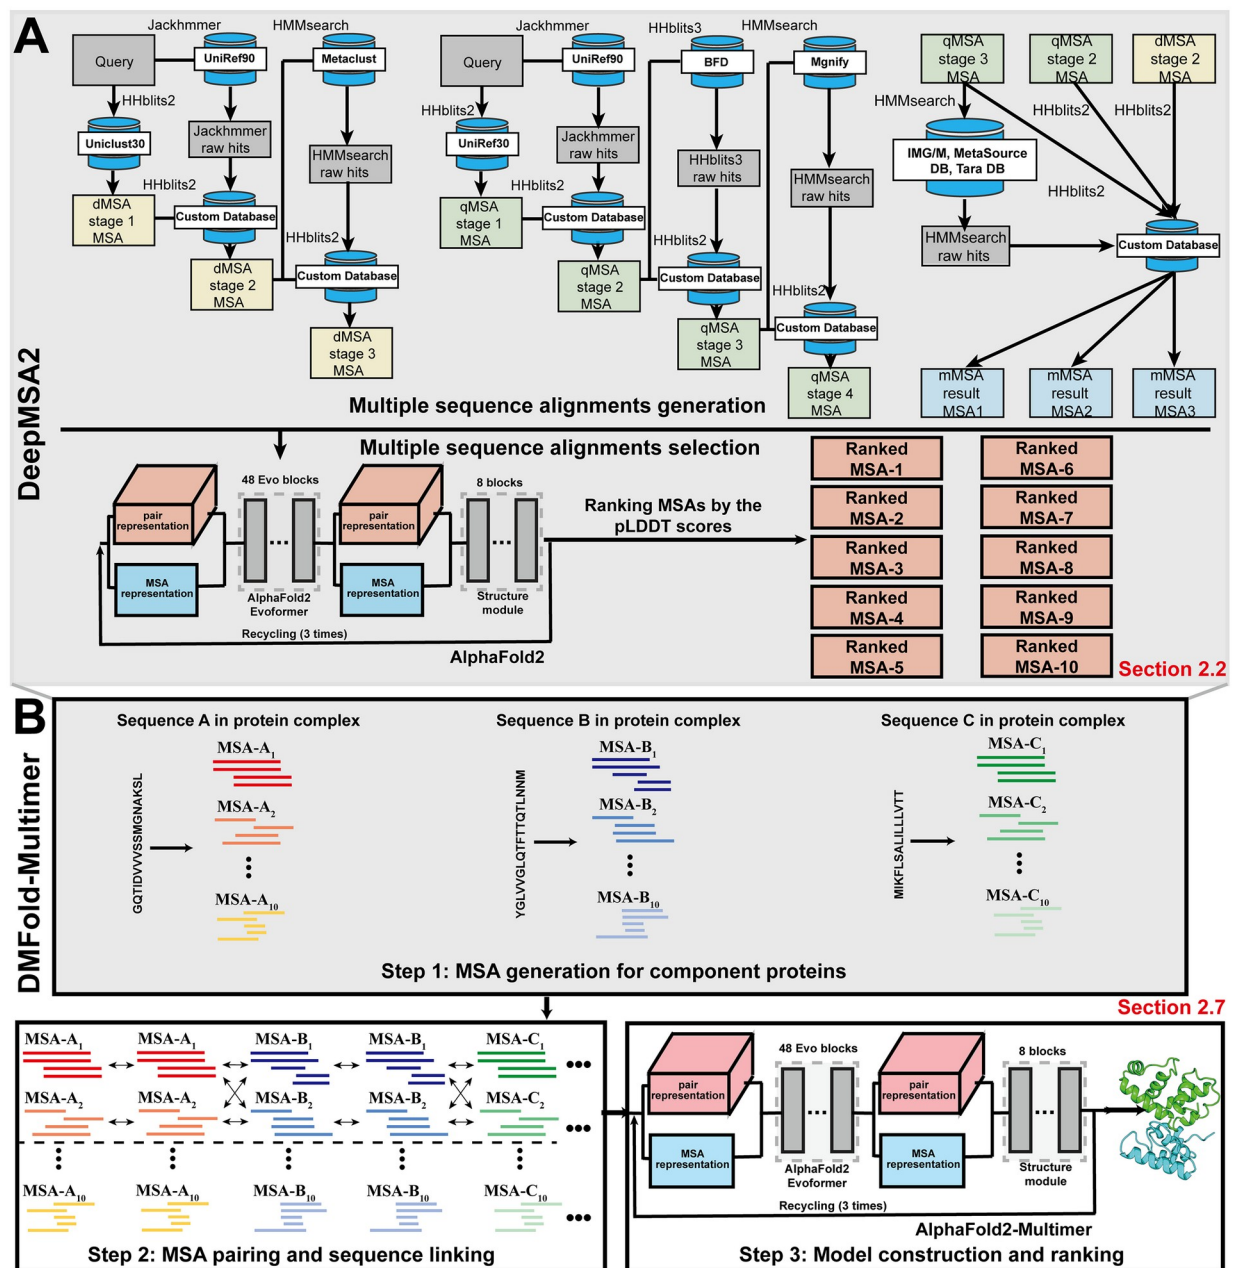 A
DeepMSA2
Jackhmmer
HMMsearch
Query
UniRef90
Metaclust
HHblits2
Uniclust30
Jackhmmer
raw hits
HMMsearch
raw hits
HHblits2
dMSA
stage 1
MSA
Custom Database
HHblits2
dMSA
stage 2
MSA
Custom Database
dMSA
stage 3
MSA
Jackhmmer
HHblits3
HMMsearch
Query
UniRef90
BFD
Mgnify
HHblits2
UniRef30
Jackhmmer
raw hits
HHblits3
raw hits
HMMsearch
raw hits
HHblits2
qMSA
stage 1
MSA
Custom Database
HHblits2
qMSA
stage 2
MSA
Custom Database
HHblits2
qMSA
stage 3
MSA
Custom Database
qMSA
stage 4
MSA
qMSA
stage 3
MSA
qMSA
stage 2
MSA
dMSA
stage 2
MSA
HMMsearch
HHblits2
HHblits2
IMG/M, MetaSource
DB, Tara DB
HHblits2
HMMsearch
raw hits
Custom Database
mMSA
result
MSA1
mMSA
result
MSA2
mMSA
result
MSA3
Multiple sequence alignments generation
Multiple sequence alignments selection
pair
representation
MSA
representation
48 Evo blocks
...
AlphaFold2
Evoformer
pair
representation
MSA
representation
8 blocks
...
Structure
module
Recycling (3 times)
AlphaFold2
Ranking MSAs by the
pLDDT scores
Ranked
MSA-1
Ranked
MSA-2
Ranked
MSA-3
Ranked
MSA-4
Ranked
MSA-5
Ranked
MSA-6
Ranked
MSA-7
Ranked
MSA-8
Ranked
MSA-9
Ranked
MSA-10
Section 2.2
B
DMFold-Multimer
Sequence A in protein complex
GQTIDVVVSSMGNAKSL
MSA-A1
MSA-A2
MSA-A10
Sequence B in protein complex
YGLVVGLQTFTTQTLNNM
MSA-B1
MSA-B2
MSA-B10
Sequence C in protein complex
MIKFLSALILLLVTT
MSA-C1
MSA-C2
MSA-C10
Step 1: MSA generation for component proteins
Section 2.7
MSA-A1 MSA-A1 MSA-B1 MSA-B1 MSA-C1 ...
MSA-A2 MSA-A2 MSA-B2 MSA-B2 MSA-C2 ...
MSA-A10 MSA-A10 MSA-B10 MSA-B10 MSA-C10 ...
Step 2: MSA pairing and sequence linking
pair
representation
MSA
representation
48 Evo blocks
...
AlphaFold2
Evoformer
pair
representation
MSA
representation
8 blocks
...
Structure
module
Recycling (3 times)
AlphaFold2-Multimer
Step 3: Model construction and ranking